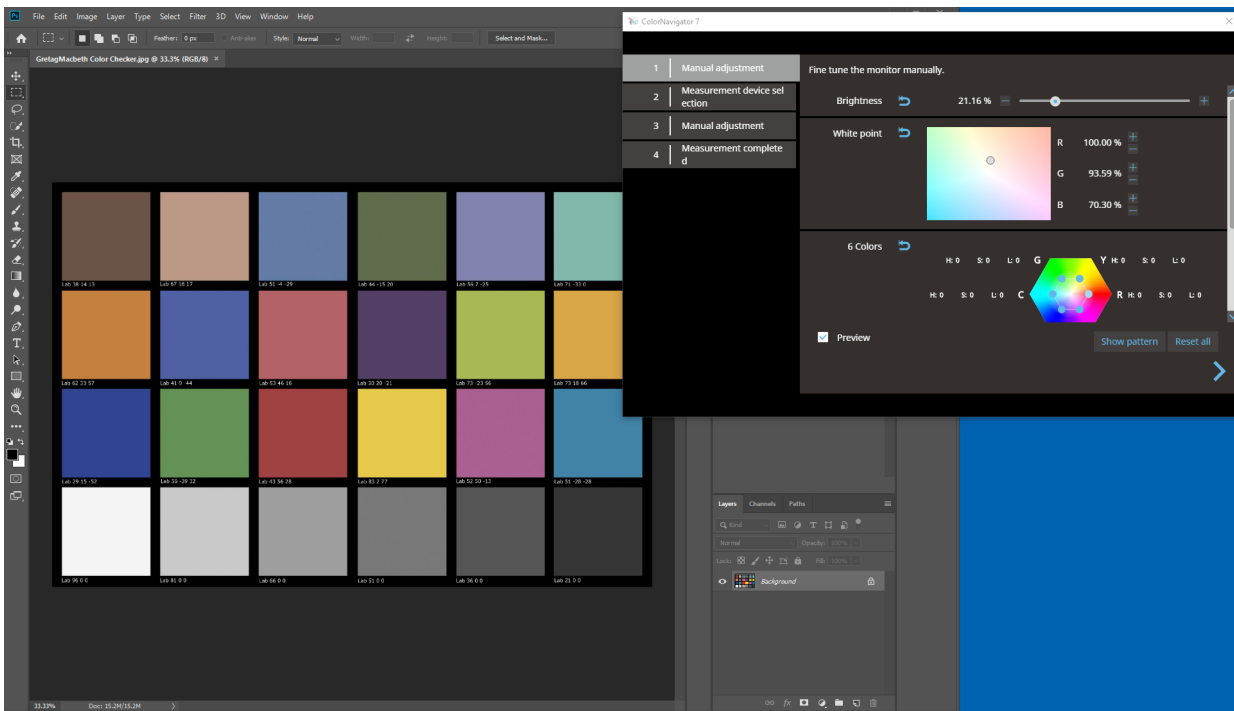 Ps File Edit Image Layer Type Select Filter 3D View Window Help
Feather: 0 px Anti-alias Style: Normal Width: Height: Select and Mask...
GretagMacbeth Color Checker.jpg @ 33.3% (RGB/8) ×
Lab 38 14 13 Lab 67 18 17 Lab 51 -4 -29 Lab 44 -15 20 Lab 56 7 -25 Lab 71 -33 0
Lab 62 33 57 Lab 41 9 -44 Lab 53 46 16 Lab 30 20 -21 Lab 73 -23 56 Lab 73 18 66
Lab 29 15 -52 Lab 55 -39 32 Lab 43 56 28 Lab 83 2 77 Lab 52 50 -13 Lab 51 -28 -28
Lab 96 0 0 Lab 81 0 0 Lab 66 0 0 Lab 51 0 0 Lab 36 0 0 Lab 21 0 0
33.33% Doc: 15.2M/15.2M
ColorNavigator 7
1 Manual adjustment
2 Measurement device sel
ection
3 Manual adjustment
4 Measurement complete
d
Fine tune the monitor manually.
Brightness 21.16 %
White point
R 100.00 %
G 93.59 %
B 70.30 %
6 Colors
H: 0 S: 0 L: 0 G Y H: 0 S: 0 L: 0
H: 0 S: 0 L: 0 C R H: 0 S: 0 L: 0
Preview
Show pattern Reset all
Layers Channels Paths
Kind
Normal Opacity: 100%
Lock: Fill: 100%
Background
fx